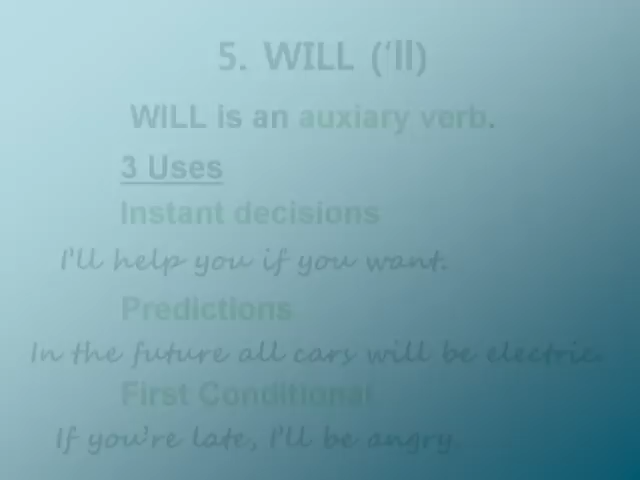 5. WILL (‘ll)
WILL is an auxiary verb.
3 Uses
Instant decisions
I'll help you if you want.
Predictions
In the future all cars will be electric.
First Conditional
If you're late, I'll be angry